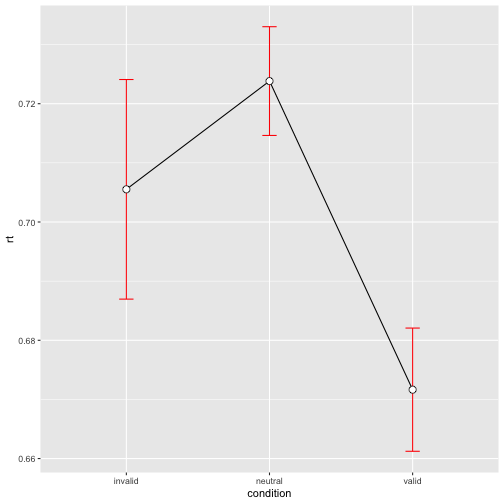 0.72
0.70
0.68
0.66
rt
invalid neutral valid
condition